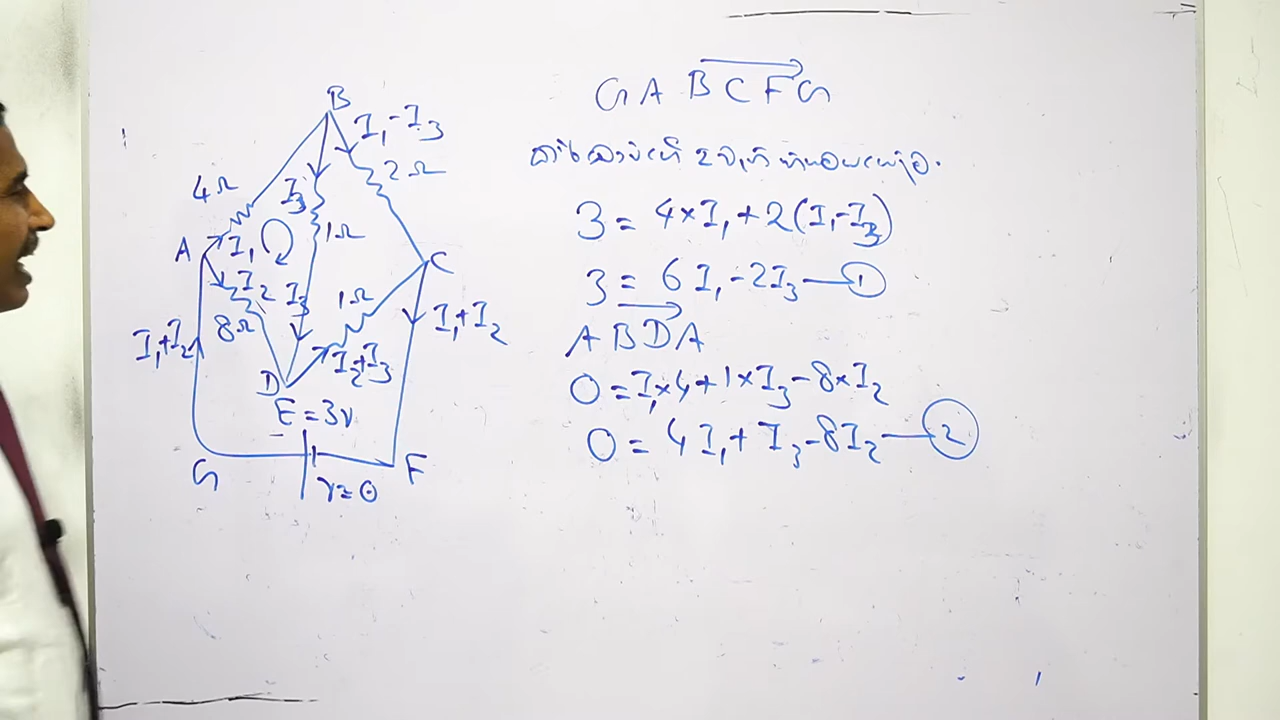 B
I₁-I₃
4Ω
I₃
2Ω
A
I₁
1Ω
I₂
I₃
1Ω
C
I₁+I₂
8Ω
I₁+I₂
D
I₂+I₃
E = 3v
G
r=0
F
G A B C F G
3 = 4×I₁+2(I₁-I₃)
3 = 6I₁-2I₃—①
A B D A
0=I₁×4+1×I₃-8×I₂
0 = 4I₁+I₃-8I₂—②